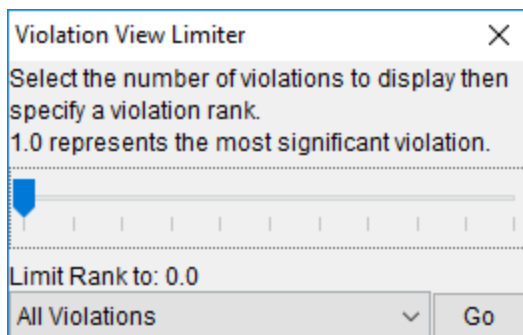 Violation View Limiter
Select the number of violations to display then
specify a violation rank.
1.0 represents the most significant violation.
Limit Rank to: 0.0
All Violations
Go